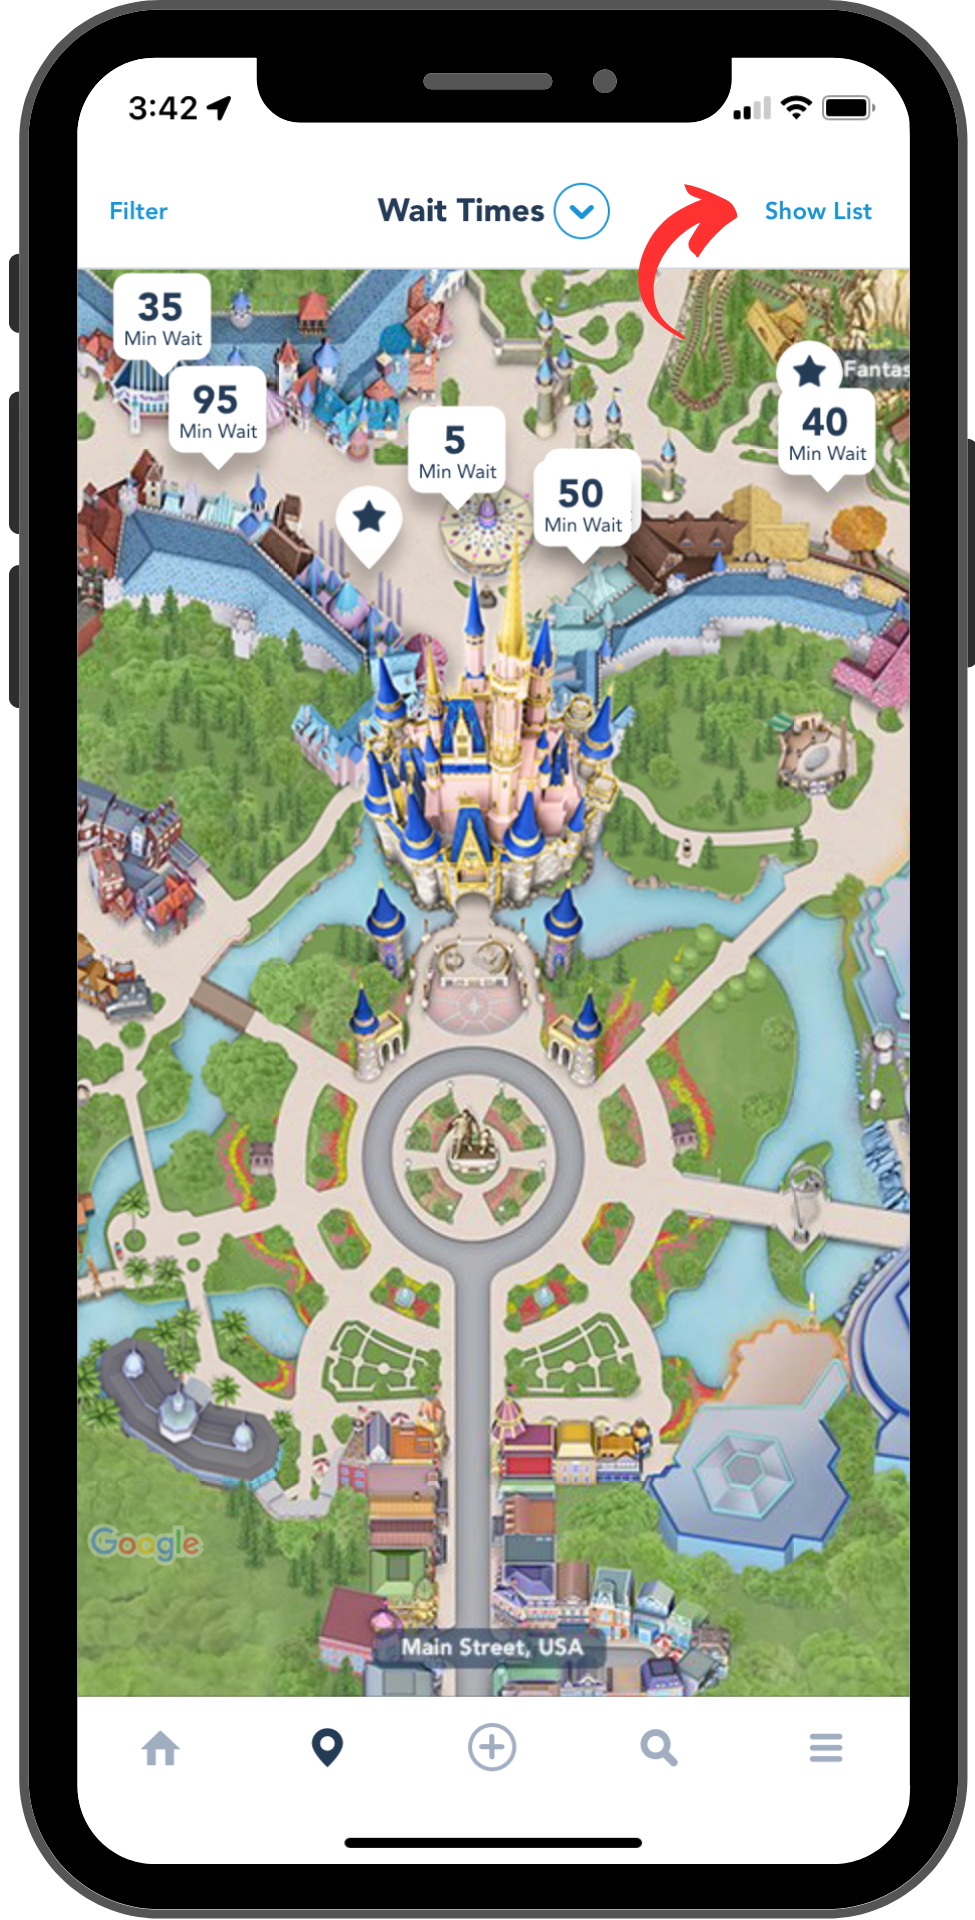 3:42
Filter
Wait Times
Show List
35
Min Wait
95
Min Wait
5
Min Wait
50
Min Wait
Fantas
40
Min Wait
Google
Main Street, USA